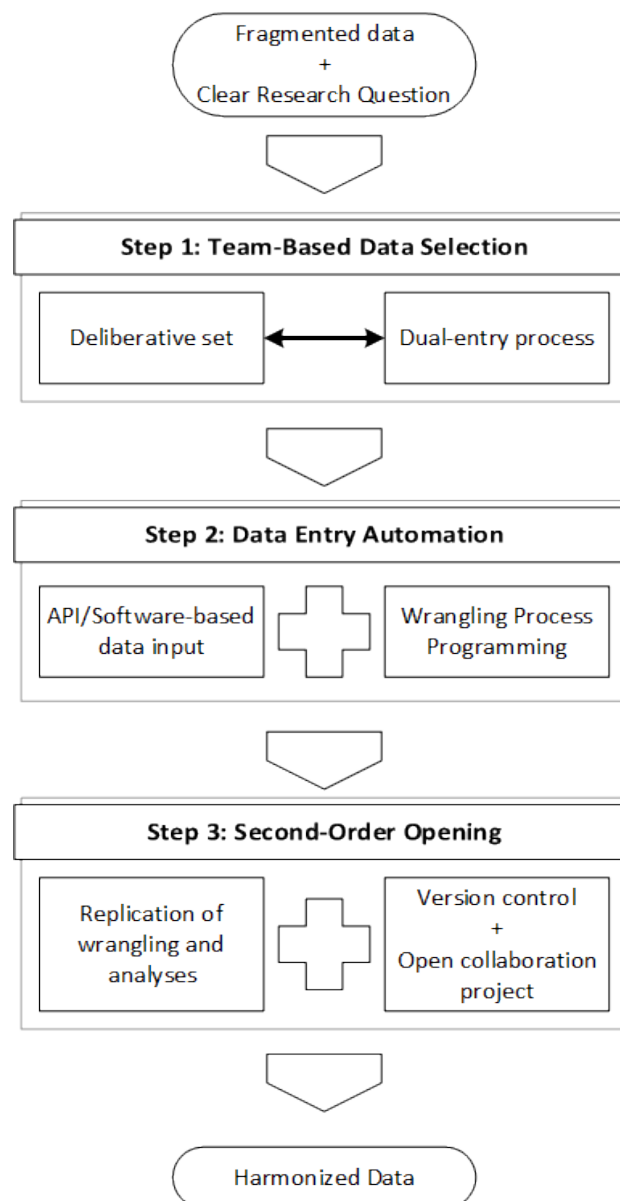 Fragmented data
+
Clear Research Question
Step 1: Team-Based Data Selection
Deliberative set
Dual-entry process
Step 2: Data Entry Automation
API/Software-based
data input
Wrangling Process
Programming
Step 3: Second-Order Opening
Replication of
wrangling and
analyses
Version control
+
Open collaboration
project
Harmonized Data